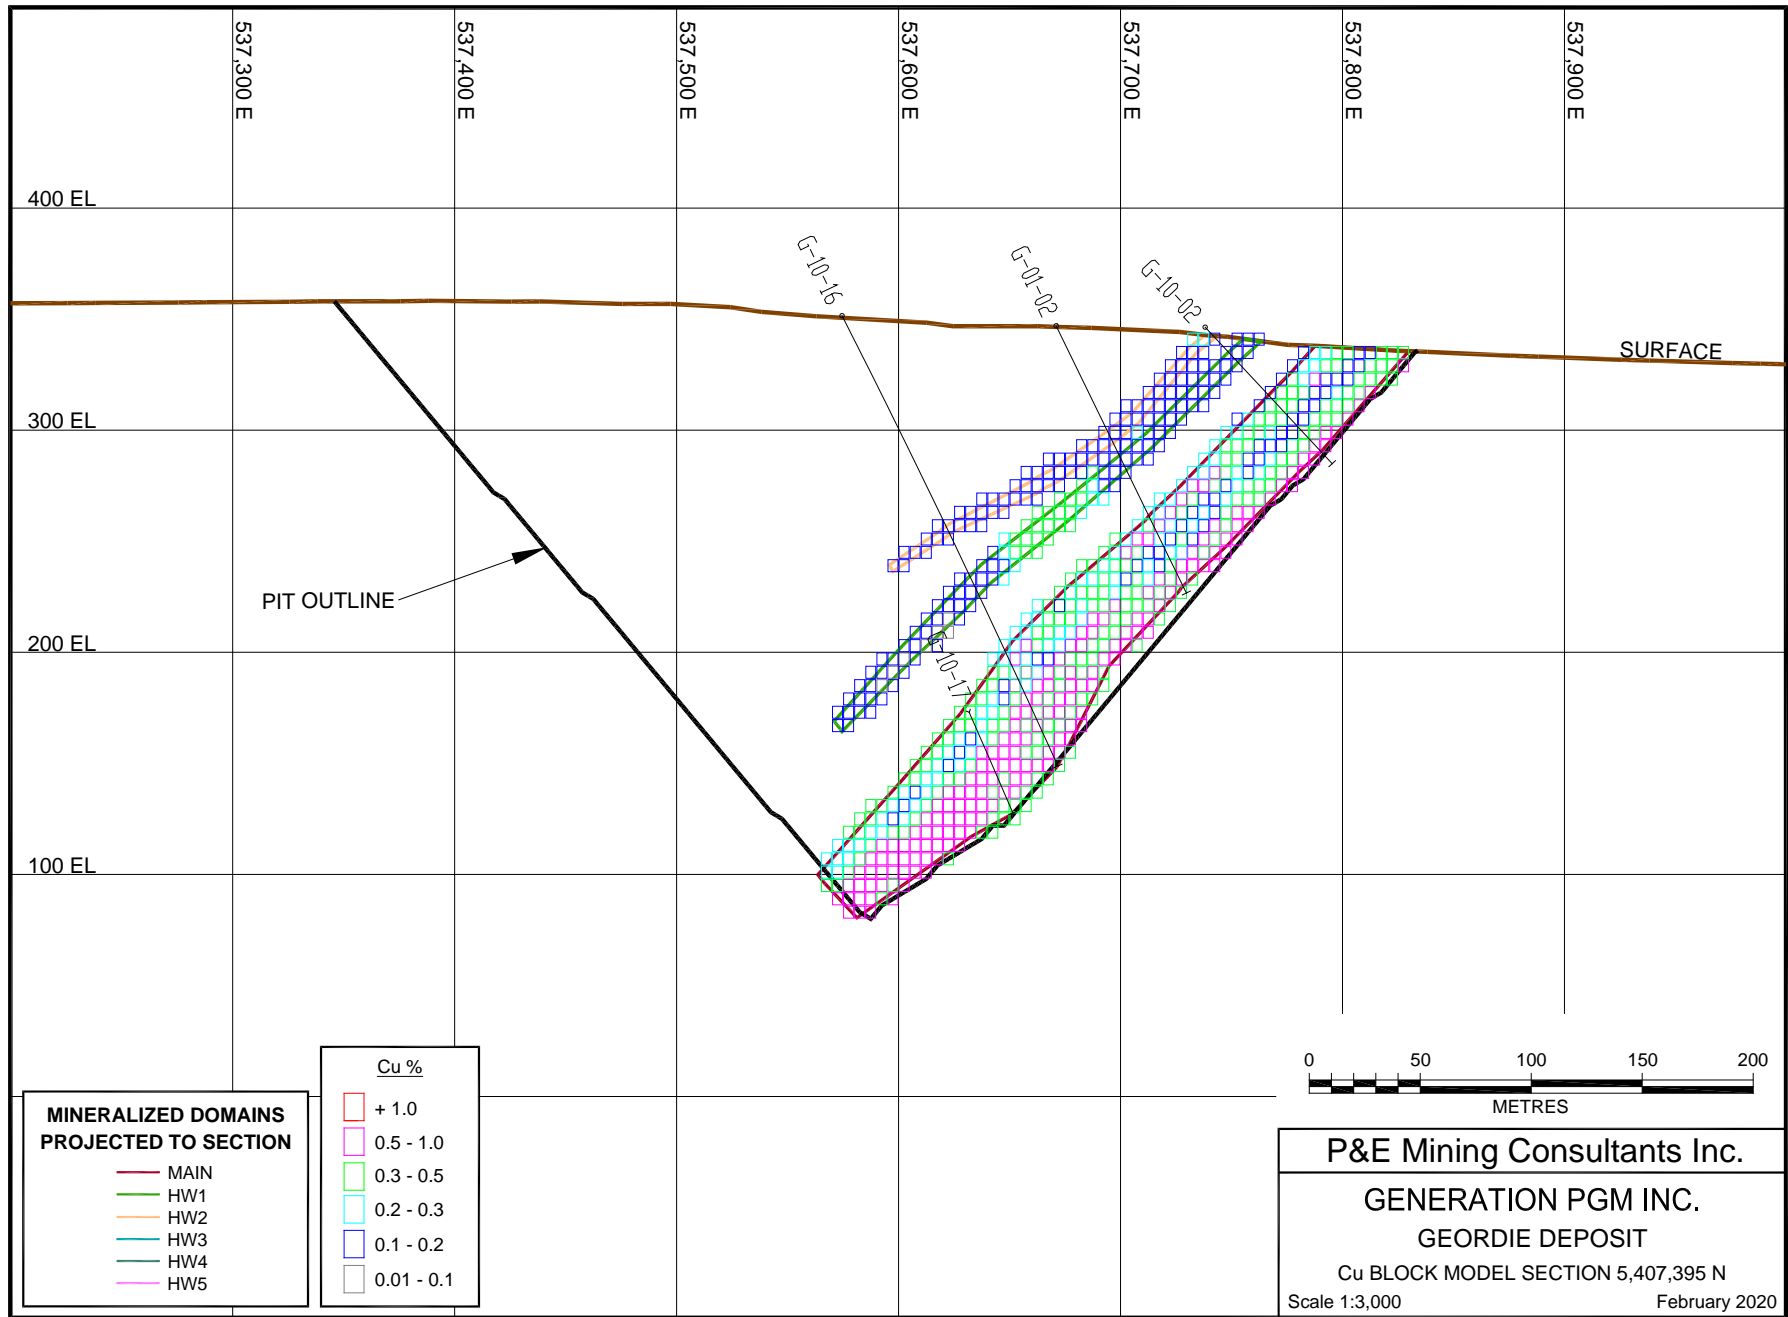 537,300 E
537,400 E
537,500 E
537,600 E
537,700 E
537,800 E
537,900 E
400 EL
300 EL
200 EL
100 EL
G-10-16
G-01-02
G-10-02
G-10-17
SURFACE
PIT OUTLINE
MINERALIZED DOMAINS
PROJECTED TO SECTION
MAIN
HW1
HW2
HW3
HW4
HW5
Cu %
+ 1.0
0.5 - 1.0
0.3 - 0.5
0.2 - 0.3
0.1 - 0.2
0.01 - 0.1
0 50 100 150 200
METRES
P&E Mining Consultants Inc.
GENERATION PGM INC.
GEORDIE DEPOSIT
Cu BLOCK MODEL SECTION 5,407,395 N
Scale 1:3,000 February 2020